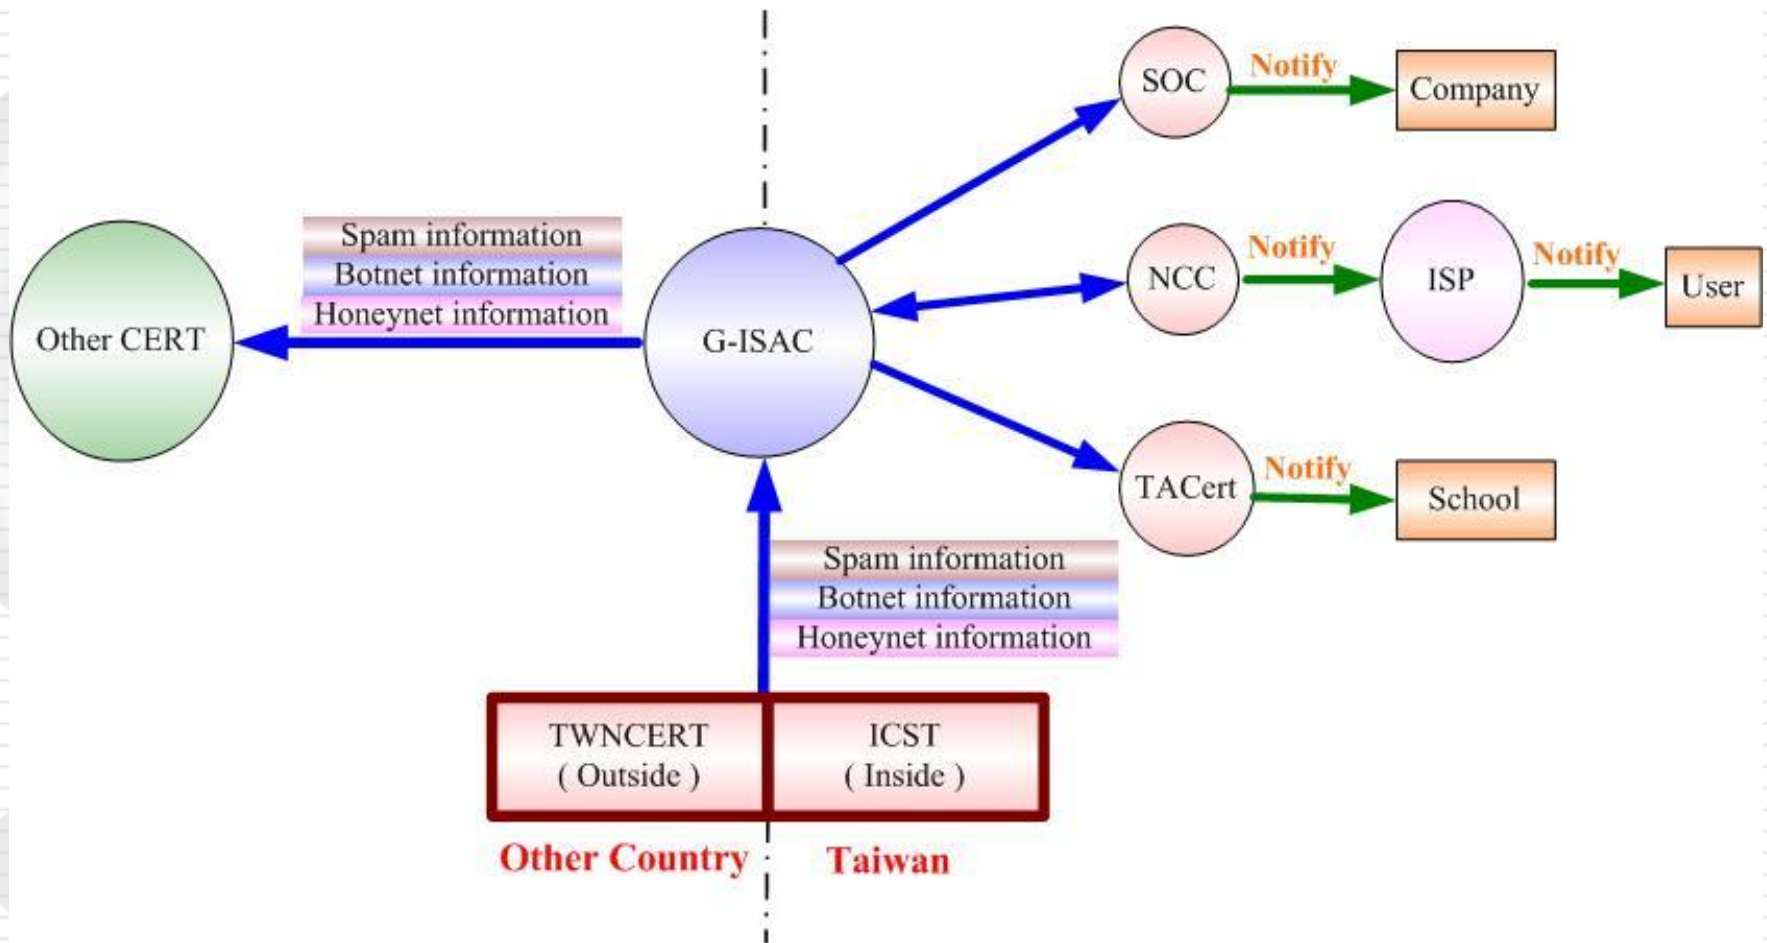 SOC
Notify
Company
Spam information
Botnet information
Honeynet information
Other CERT
G-ISAC
NCC
Notify
ISP
Notify
User
TACert
Notify
School
Spam information
Botnet information
Honeynet information
TWNCERT
( Outside )
ICST
( Inside )
Other Country
Taiwan